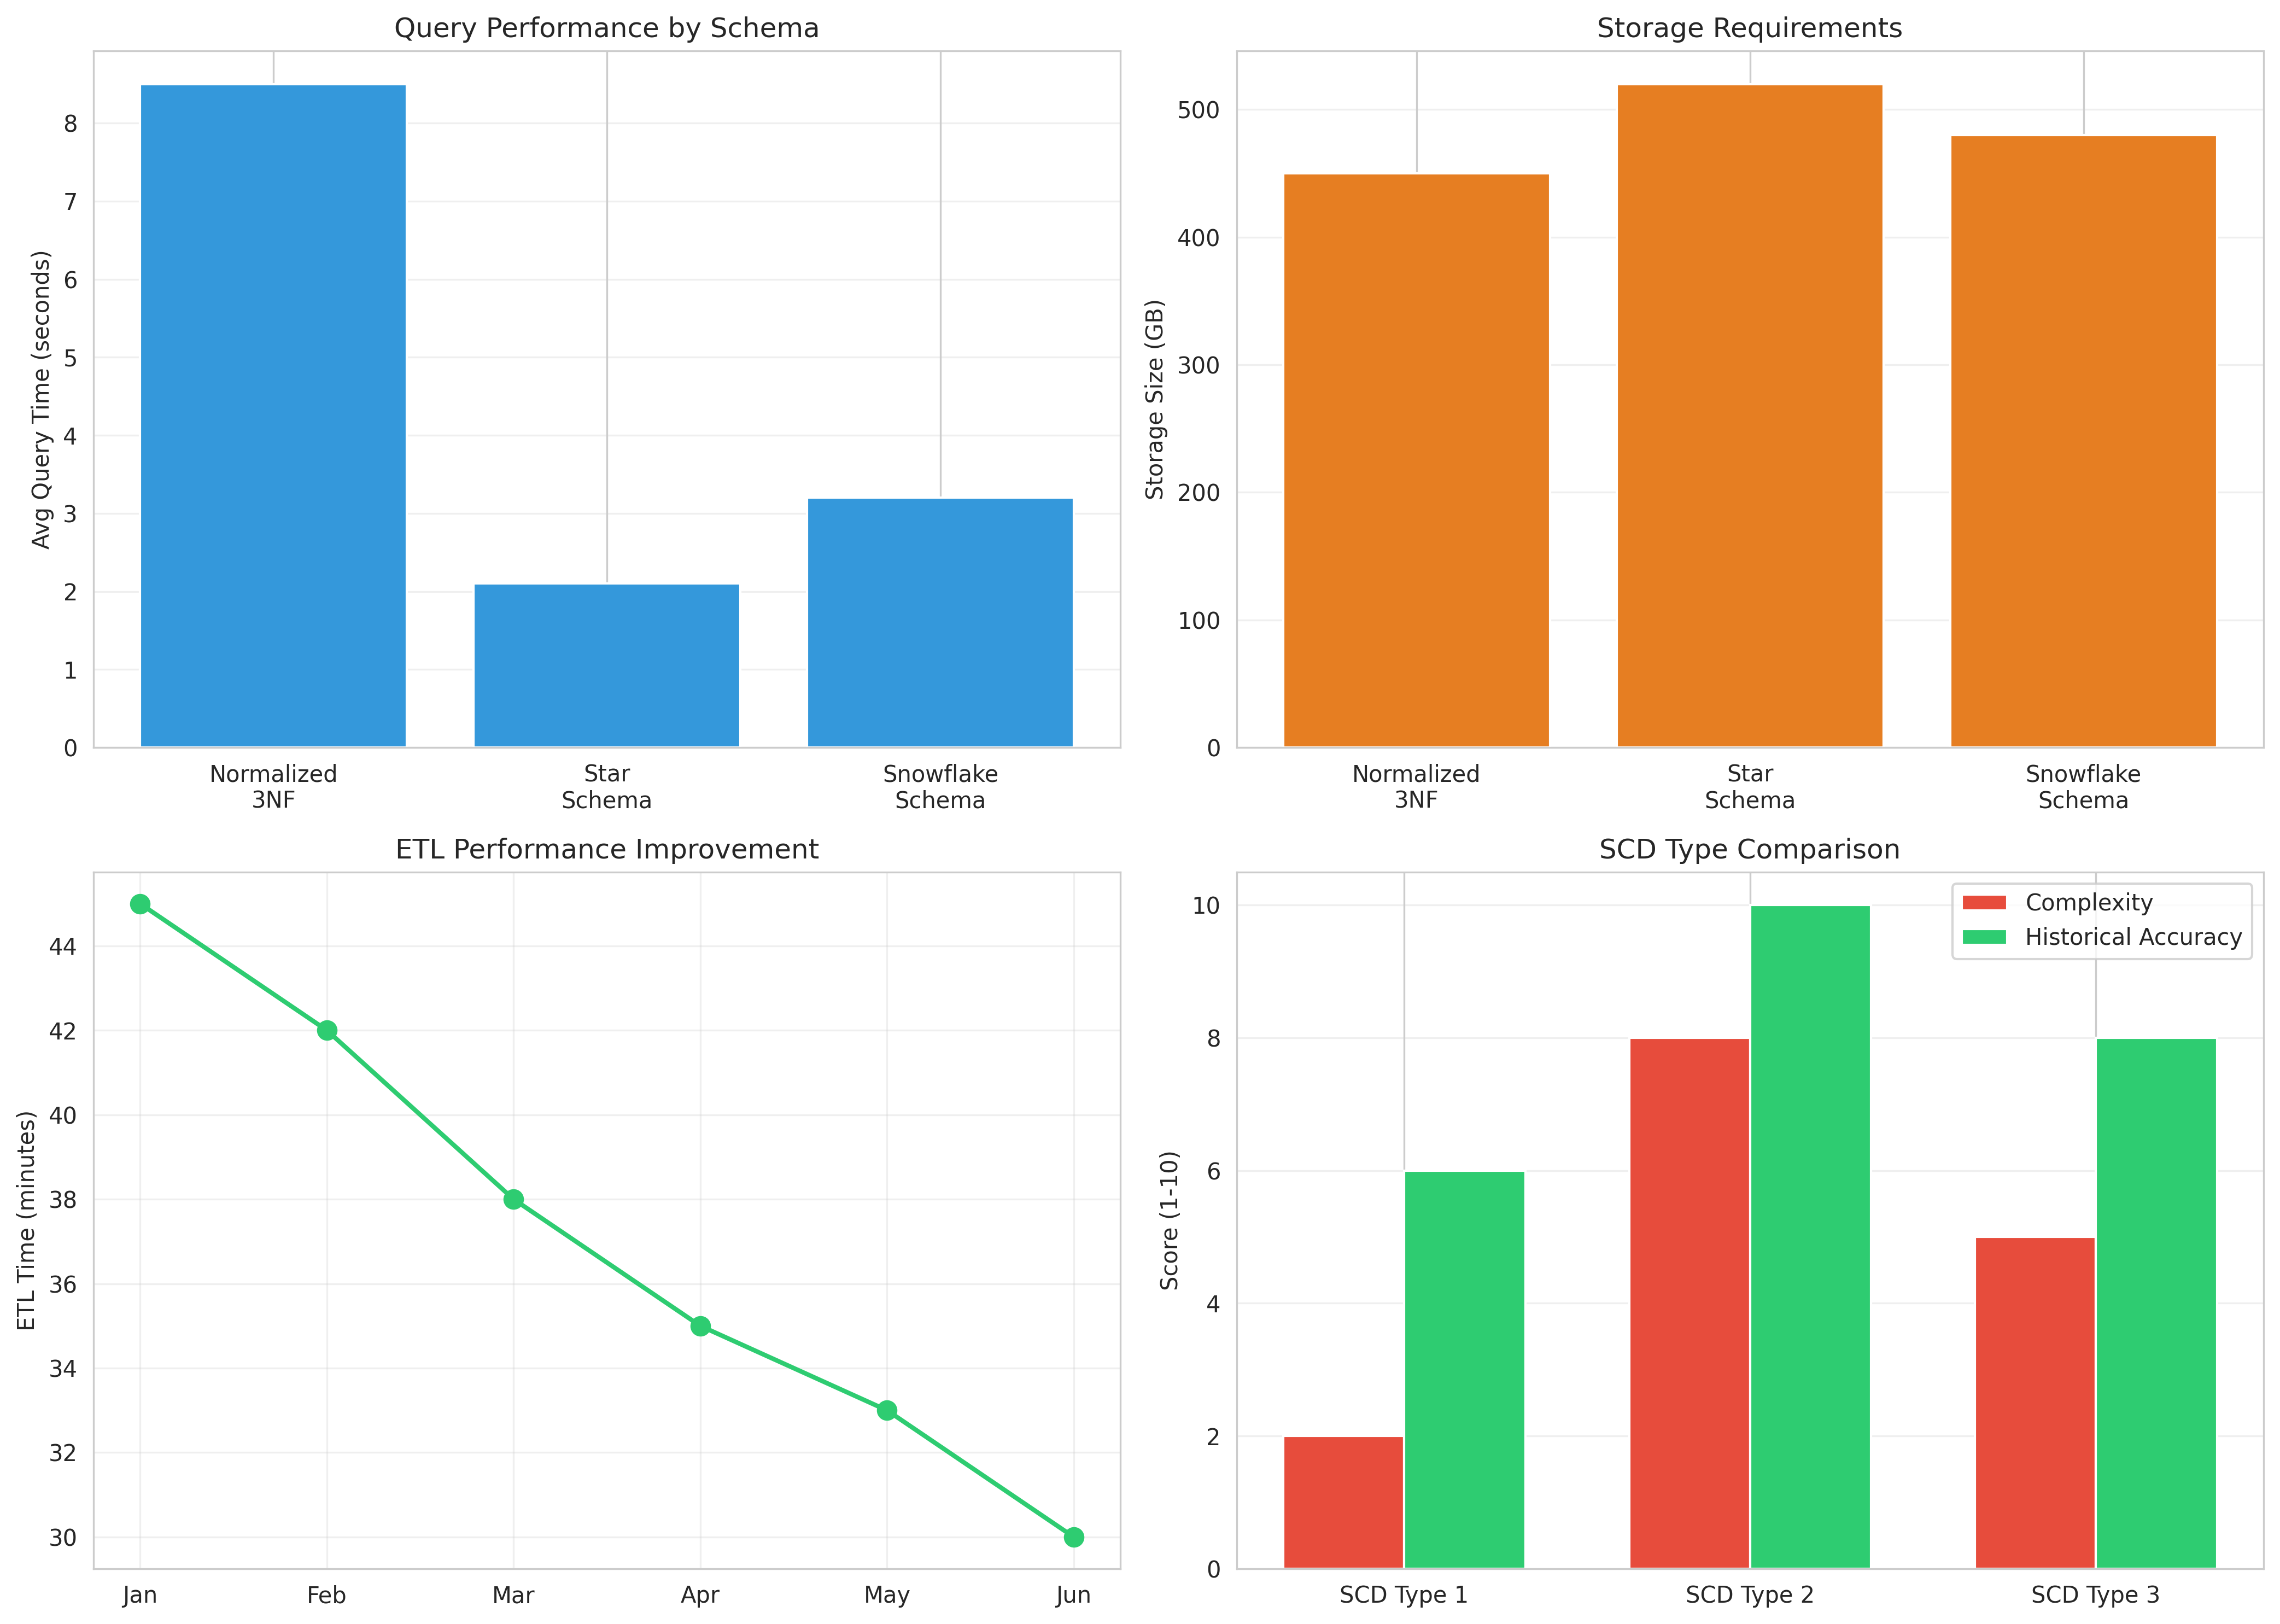 Query Performance by Schema
Avg Query Time (seconds)
8
7
6
5
4
3
2
1
0
Normalized
3NF
Star
Schema
Snowflake
Schema
Storage Requirements
Storage Size (GB)
500
400
300
200
100
0
Normalized
3NF
Star
Schema
Snowflake
Schema
ETL Performance Improvement
ETL Time (minutes)
44
42
40
38
36
34
32
30
Jan
Feb
Mar
Apr
May
Jun
SCD Type Comparison
Complexity
Historical Accuracy
Score (1-10)
10
8
6
4
2
0
SCD Type 1
SCD Type 2
SCD Type 3